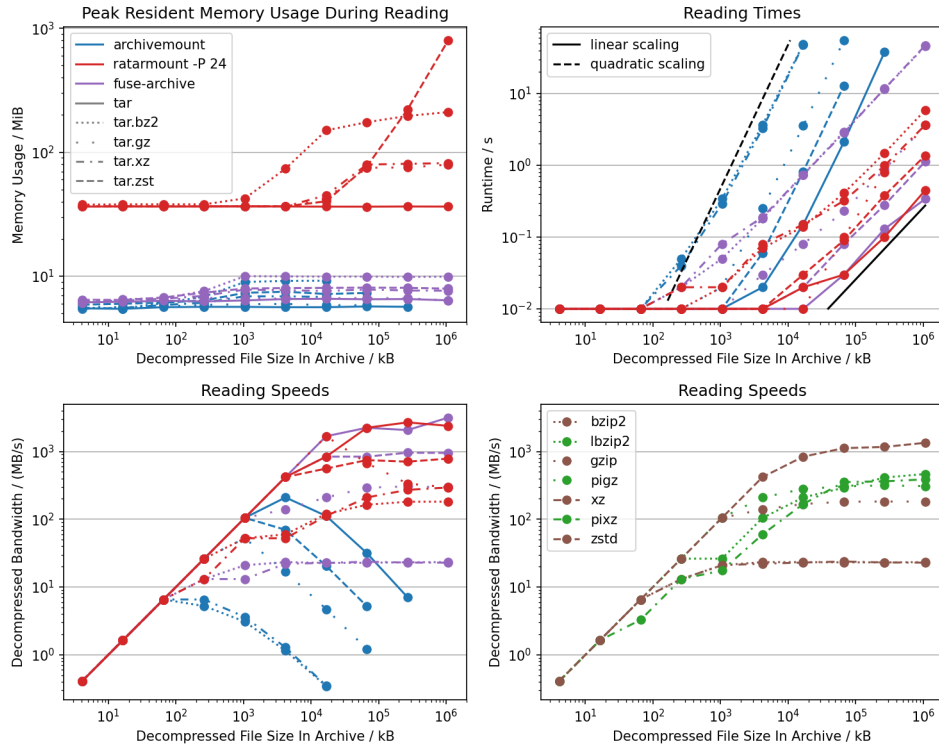 Peak Resident Memory Usage During Reading
Memory Usage / MiB
10³
10²
10¹
archivemount
ratarmount -P 24
fuse-archive
tar
tar.bz2
tar.gz
tar.xz
tar.zst
10¹ 10² 10³ 10⁴ 10⁵ 10⁶
Decompressed File Size In Archive / kB
Reading Times
Runtime / s
10¹
10⁰
10⁻¹
10⁻²
linear scaling
quadratic scaling
10¹ 10² 10³ 10⁴ 10⁵ 10⁶
Decompressed File Size In Archive / kB
Reading Speeds
Decompressed Bandwidth / (MB/s)
10³
10²
10¹
10⁰
10¹ 10² 10³ 10⁴ 10⁵ 10⁶
Decompressed File Size In Archive / kB
Reading Speeds
Decompressed Bandwidth / (MB/s)
10³
10²
10¹
10⁰
bzip2
lbzip2
gzip
pigz
xz
pixz
zstd
10¹ 10² 10³ 10⁴ 10⁵ 10⁶
Decompressed File Size In Archive / kB